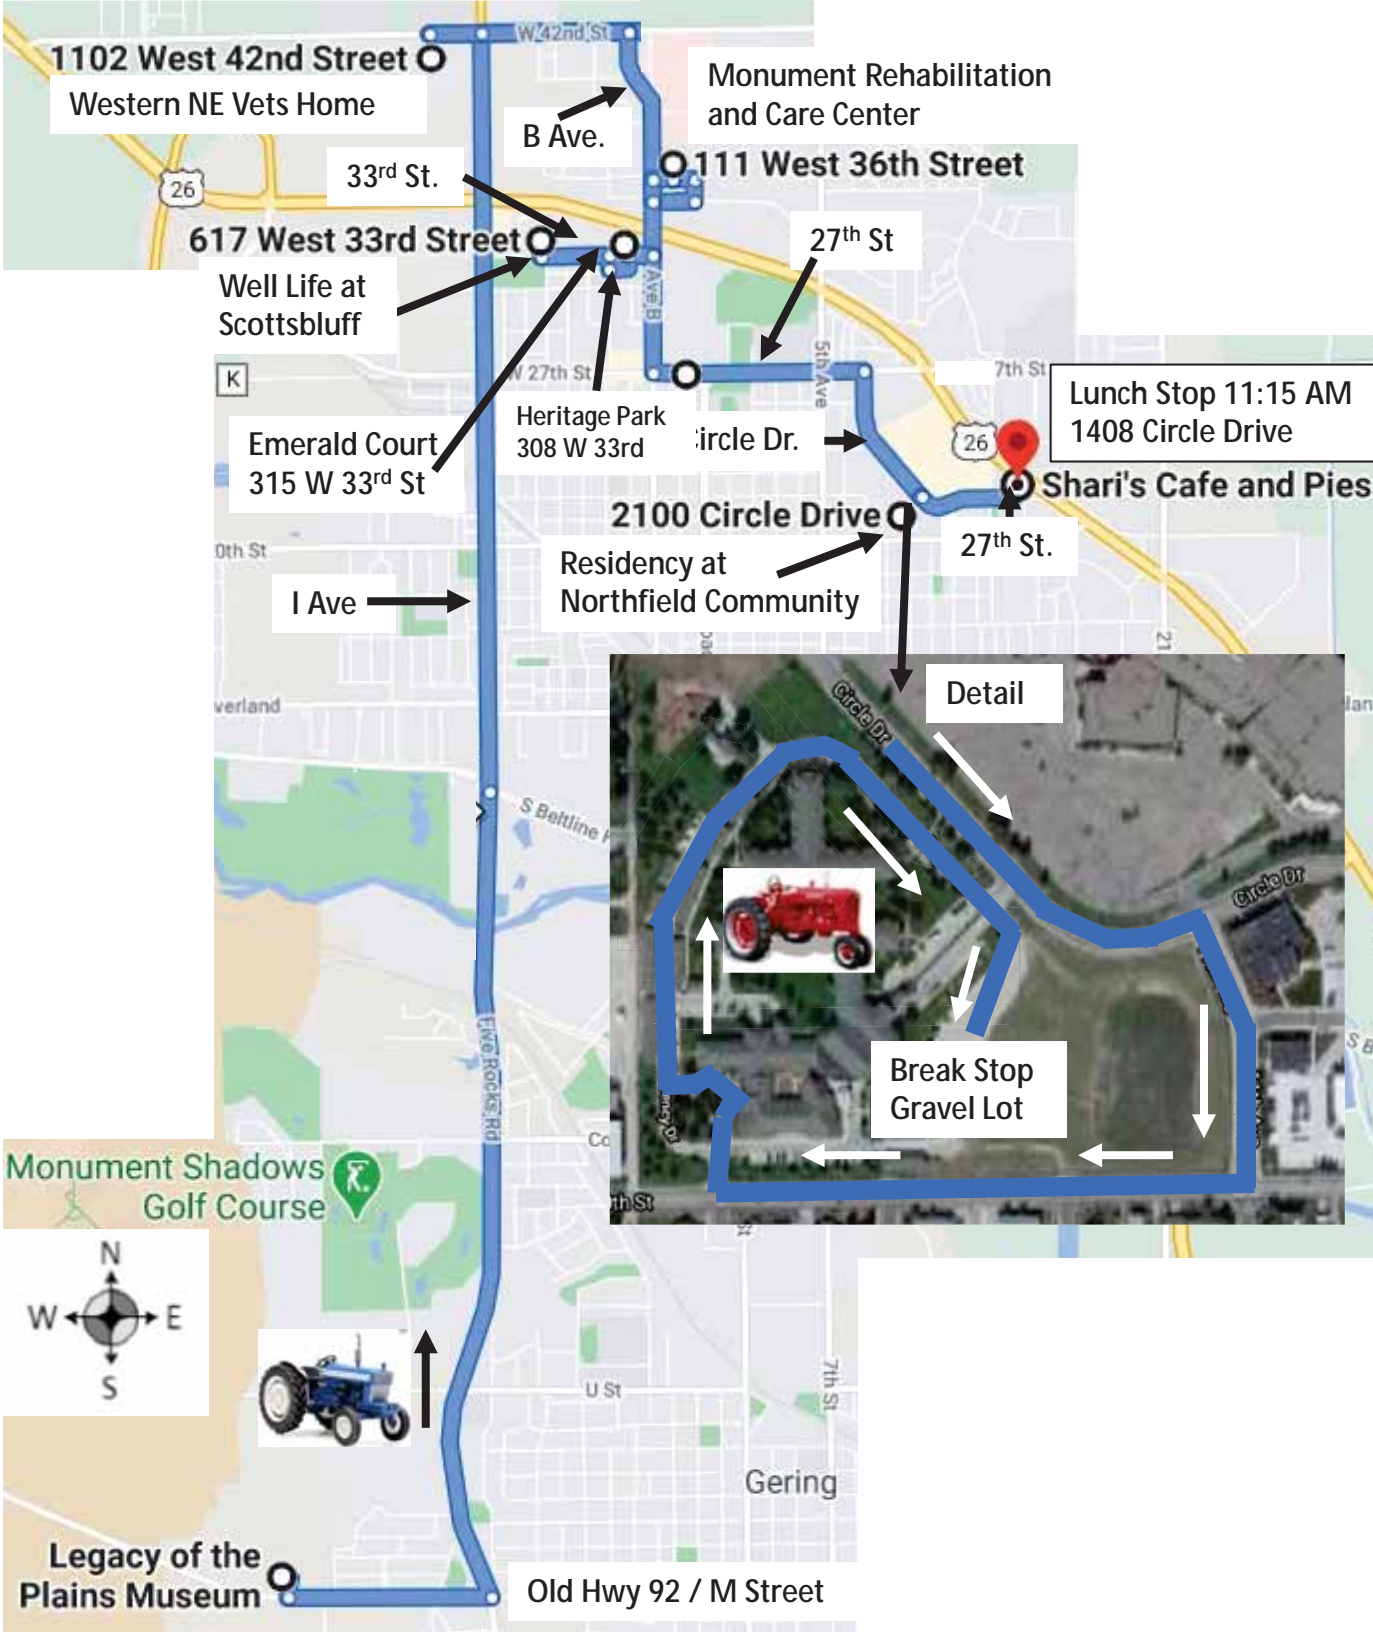 W 42nd St
1102 West 42nd Street
Western NE Vets Home
Monument Rehabilitation
and Care Center
B Ave.
111 West 36th Street
33rd St.
26
617 West 33rd Street
27th St
Well Life at
Scottsbluff
Ave B
5th Ave
K
W 27th St
7th St
Lunch Stop 11:15 AM
1408 Circle Drive
Heritage Park
308 W 33rd
Emerald Court
315 W 33rd St
ircle Dr.
26
Shari's Cafe and Pies
2100 Circle Drive
27th St.
0th St
Residency at
Northfield Community
I Ave
21
Detail
Circle Dr
verland
S Beltline
Circle Dr
Five Rocks Rd
S B
Break Stop
Gravel Lot
Co
Monument Shadows
Golf Course
th St
St
N
W E
S
U St
7th St
Gering
Legacy of the
Plains Museum
Old Hwy 92 / M Street